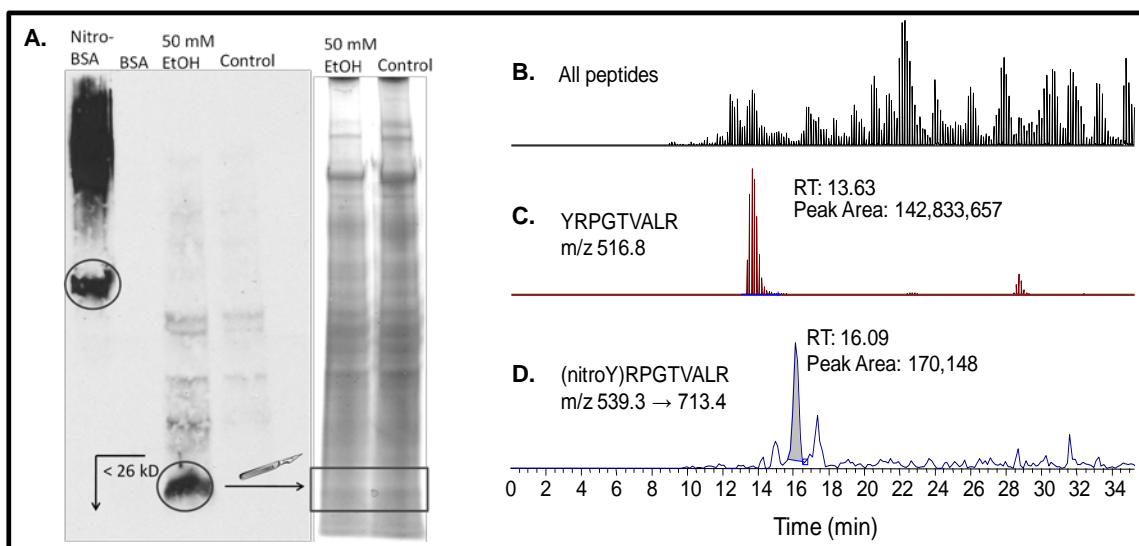 A.
Nitro-
BSA
BSA
50 mM
EtOH
Control
50 mM
EtOH
Control
< 26 kD
B. All peptides
C. YRPGTVALR
m/z 516.8
RT: 13.63
Peak Area: 142,833,657
D. (nitroY)RPGTVALR
m/z 539.3 → 713.4
RT: 16.09
Peak Area: 170,148
0 2 4 6 8 10 12 14 16 18 20 22 24 26 28 30 32 34
Time (min)